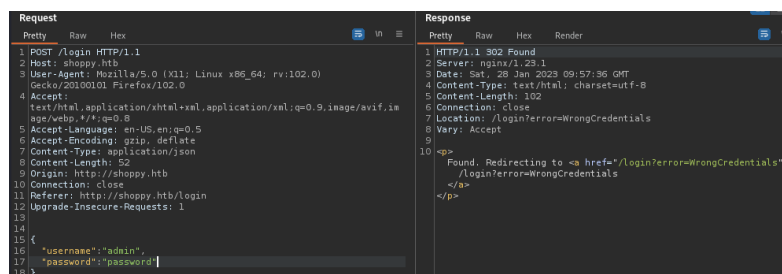 Request
Pretty Raw Hex
\n
1 POST /login HTTP/1.1
2 Host: shoppy.htb
3 User-Agent: Mozilla/5.0 (X11; Linux x86_64; rv:102.0)
Gecko/20100101 Firefox/102.0
4 Accept:
text/html,application/xhtml+xml,application/xml;q=0.9,image/avif,im
age/webp,*/*;q=0.8
5 Accept-Language: en-US,en;q=0.5
6 Accept-Encoding: gzip, deflate
7 Content-Type: application/json
8 Content-Length: 52
9 Origin: http://shoppy.htb
10 Connection: close
11 Referer: http://shoppy.htb/login
12 Upgrade-Insecure-Requests: 1
13
14
15 {
16 "username":"admin",
17 "password":"password"
18 }
Response
Pretty Raw Hex Render
1 HTTP/1.1 302 Found
2 Server: nginx/1.23.1
3 Date: Sat, 28 Jan 2023 09:57:36 GMT
4 Content-Type: text/html; charset=utf-8
5 Content-Length: 102
6 Connection: close
7 Location: /login?error=WrongCredentials
8 Vary: Accept
9
10 <p>
Found. Redirecting to <a href="/login?error=WrongCredentials"
/login?error=WrongCredentials
</a>
</p>